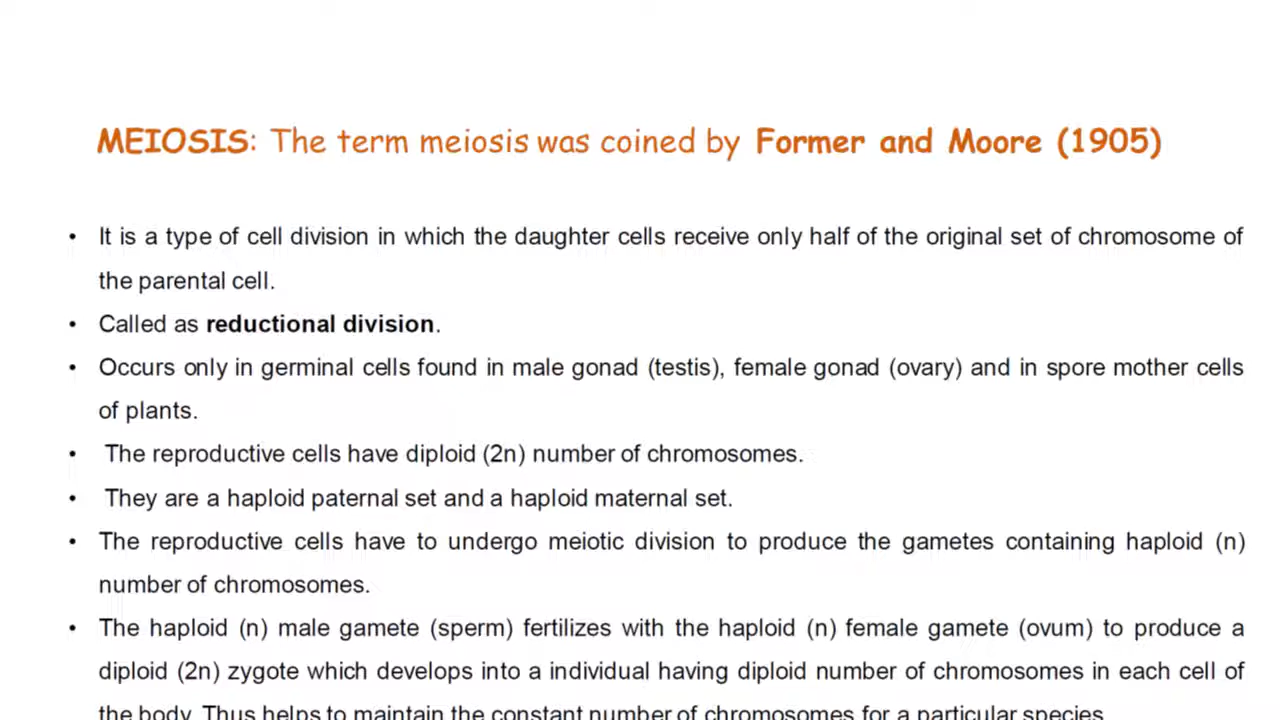 MEIOSIS: The term meiosis was coined by Former and Moore (1905)
• It is a type of cell division in which the daughter cells receive only half of the original set of chromosome of
the parental cell.
• Called as reductional division.
• Occurs only in germinal cells found in male gonad (testis), female gonad (ovary) and in spore mother cells
of plants.
• The reproductive cells have diploid (2n) number of chromosomes.
• They are a haploid paternal set and a haploid maternal set.
• The reproductive cells have to undergo meiotic division to produce the gametes containing haploid (n)
number of chromosomes.
• The haploid (n) male gamete (sperm) fertilizes with the haploid (n) female gamete (ovum) to produce a
diploid (2n) zygote which develops into a individual having diploid number of chromosomes in each cell of
the body. Thus helps to maintain the constant number of chromosomes for a particular species